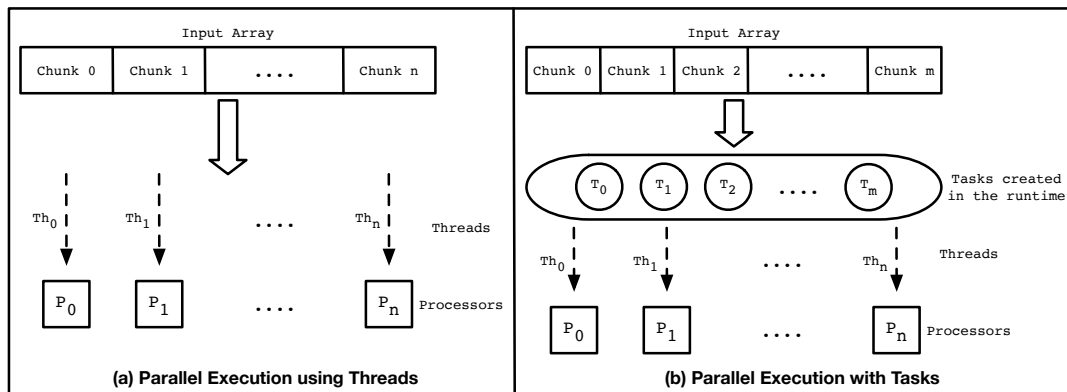 Input Array
Chunk 0 Chunk 1 .... Chunk n
Th0 Th1 .... Thn Threads
P0 P1 .... Pn Processors
(a) Parallel Execution using Threads
Input Array
Chunk 0 Chunk 1 Chunk 2 .... Chunk m
T0 T1 T2 .... Tm
Tasks created
in the runtime
Th0 Th1 .... Thn Threads
P0 P1 .... Pn Processors
(b) Parallel Execution with Tasks